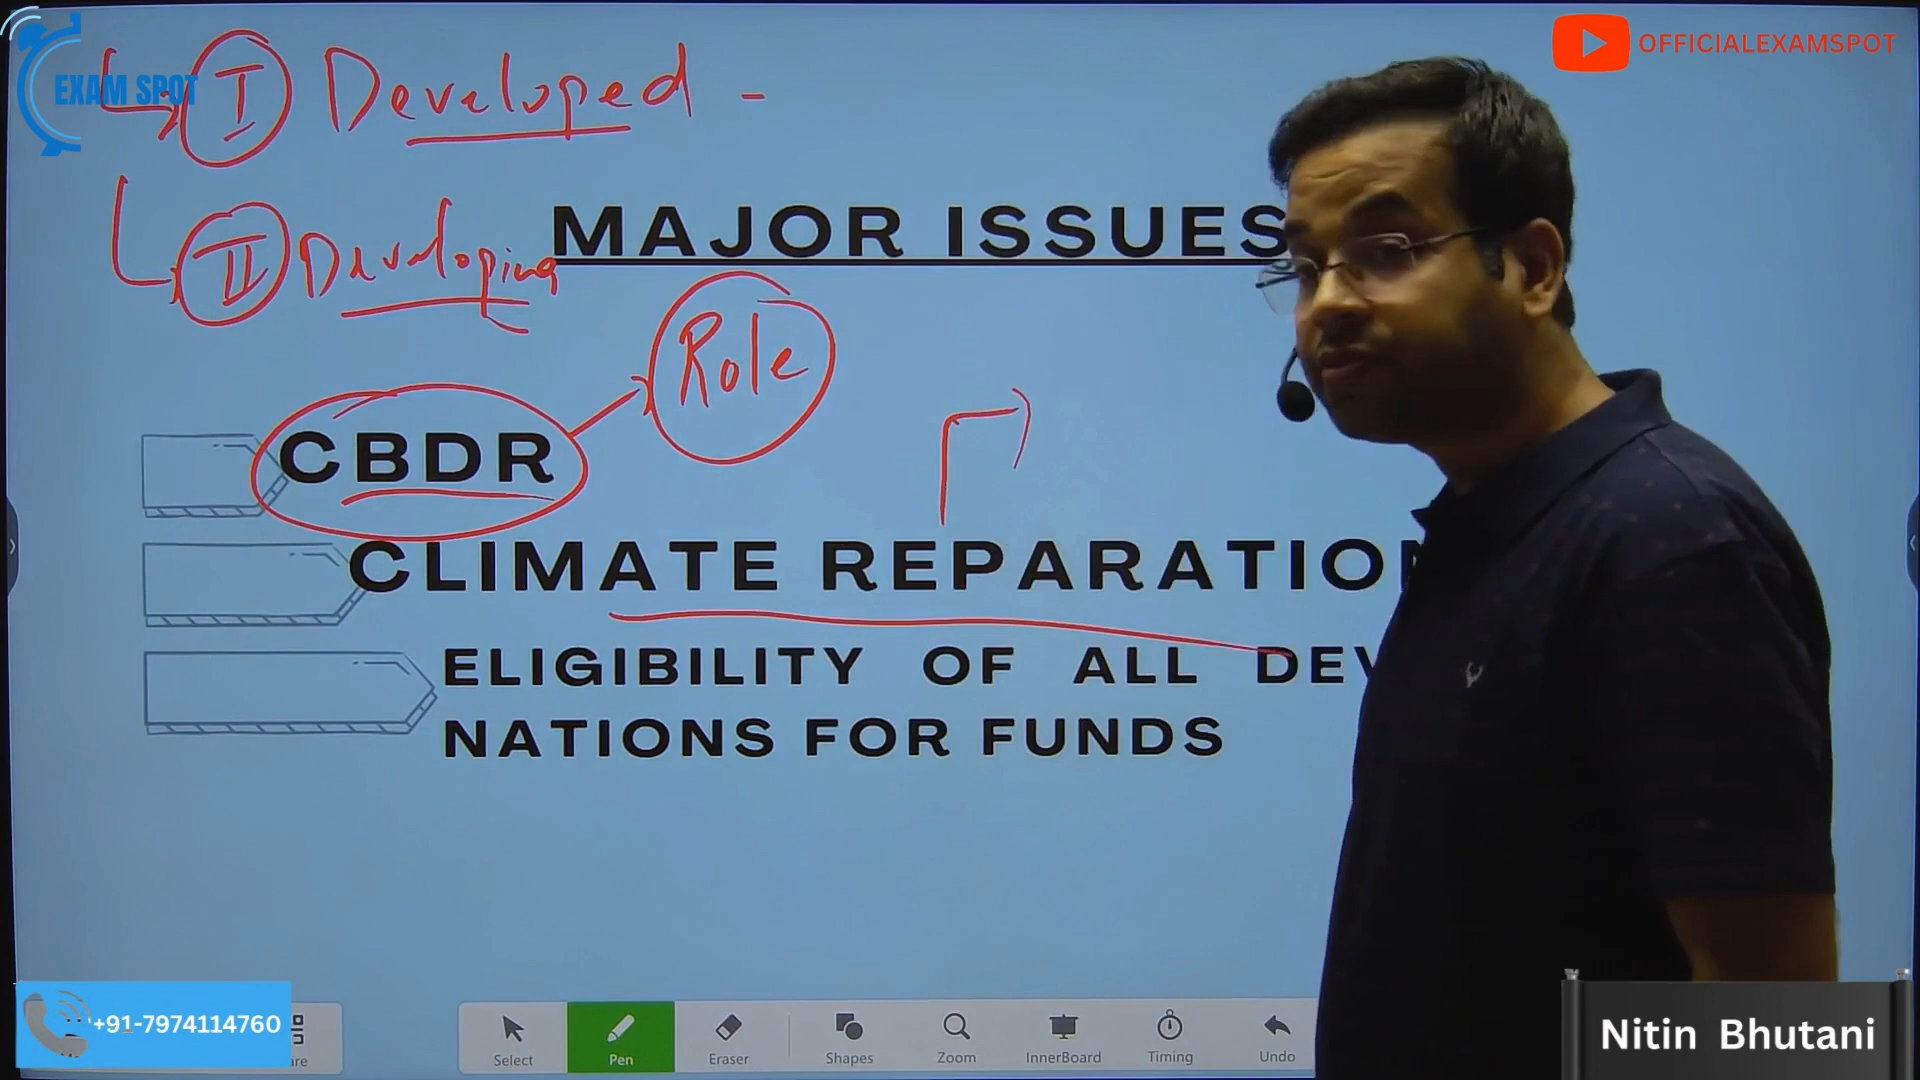 EXAM SPOT
OFFICIALEXAMSPOT
I Developed -
MAJOR ISSUES
II Developing
Role
CBDR
CLIMATE REPARATION
ELIGIBILITY OF ALL DEV
NATIONS FOR FUNDS
+91-7974114760
Select
Pen
Eraser
Shapes
Zoom
InnerBoard
Timing
Undo
Nitin Bhutani